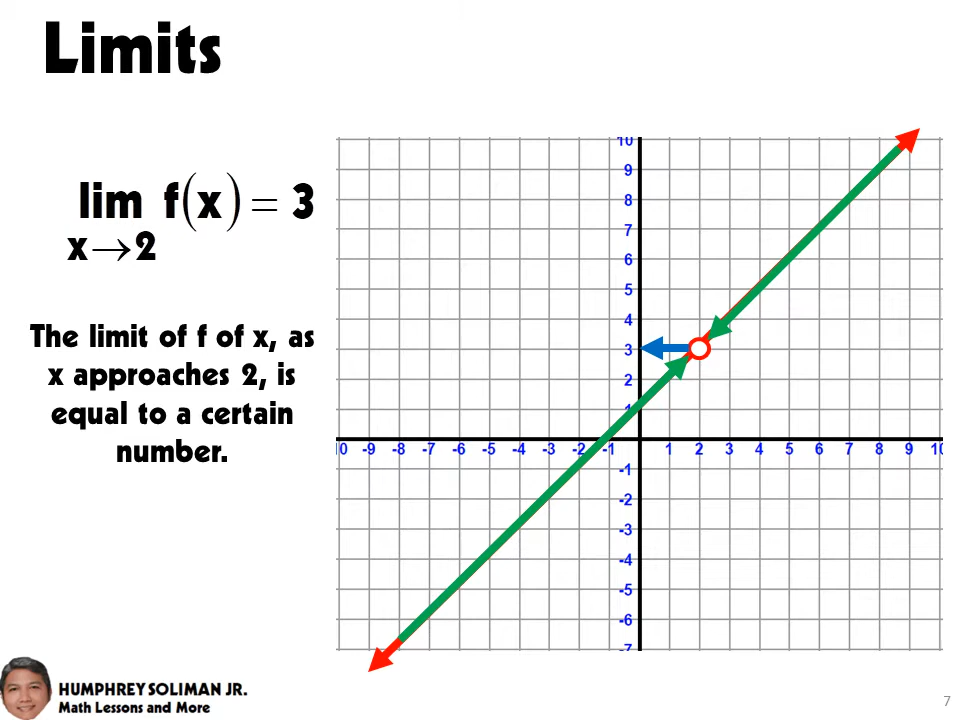 Limits
lim f(x) = 3
x→2
The limit of f of x, as
x approaches 2, is
equal to a certain
number.
10
9
8
7
6
5
4
3
2
1
10 -9 -8 -7 -6 -5 -4 -3 -2 -1 1 2 3 4 5 6 7 8 9 10
-1
-2
-3
-4
-5
-6
-7
HUMPHREY SOLIMAN JR.
Math Lessons and More
7